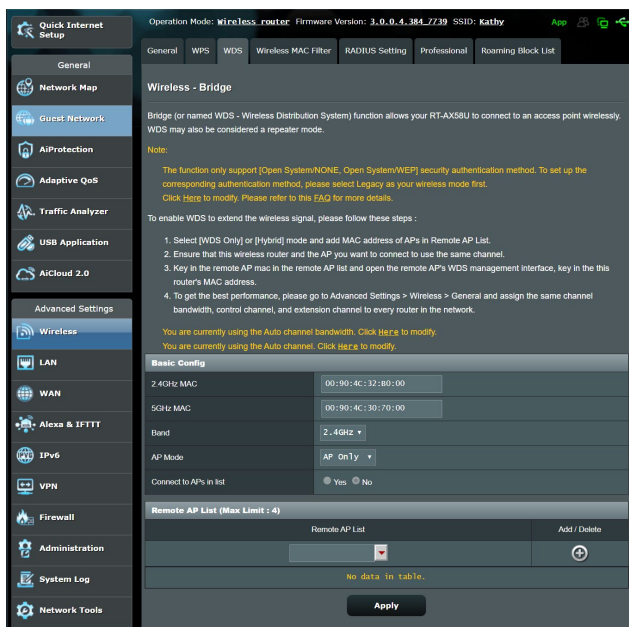 Quick Internet
Setup
General
Network Map
Guest Network
AiProtection
Adaptive QoS
Traffic Analyzer
USB Application
AiCloud 2.0
Advanced Settings
Wireless
LAN
WAN
Alexa & IFTTT
IPv6
VPN
Firewall
Administration
System Log
Network Tools
Operation Mode: Wireless router Firmware Version: 3.0.0.4.384_7739 SSID: Kathy App
General WPS WDS Wireless MAC Filter RADIUS Setting Professional Roaming Block List
Wireless - Bridge
Bridge (or named WDS - Wireless Distribution System) function allows your RT-AX58U to connect to an access point wirelessly.
WDS may also be considered a repeater mode.
Note:
The function only support [Open System/NONE, Open System/WEP] security authentication method. To set up the
corresponding authentication method, please select Legacy as your wireless mode first.
Click Here to modify. Please refer to this FAQ for more details.
To enable WDS to extend the wireless signal, please follow these steps :
1. Select [WDS Only] or [Hybrid] mode and add MAC address of APs in Remote AP List.
2. Ensure that this wireless router and the AP you want to connect to use the same channel.
3. Key in the remote AP mac in the remote AP list and open the remote AP's WDS management interface, key in the this
router's MAC address.
4. To get the best performance, please go to Advanced Settings > Wireless > General and assign the same channel
bandwidth, control channel, and extension channel to every router in the network.
You are currently using the Auto channel bandwidth. Click Here to modify.
You are currently using the Auto channel. Click Here to modify.
Basic Config
2.4GHz MAC 00:90:4C:32:B0:00
5GHz MAC 00:90:4C:30:70:00
Band 2.4GHz
AP Mode AP Only
Connect to APs in list Yes No
Remote AP List (Max Limit : 4)
Remote AP List Add / Delete
No data in table.
Apply